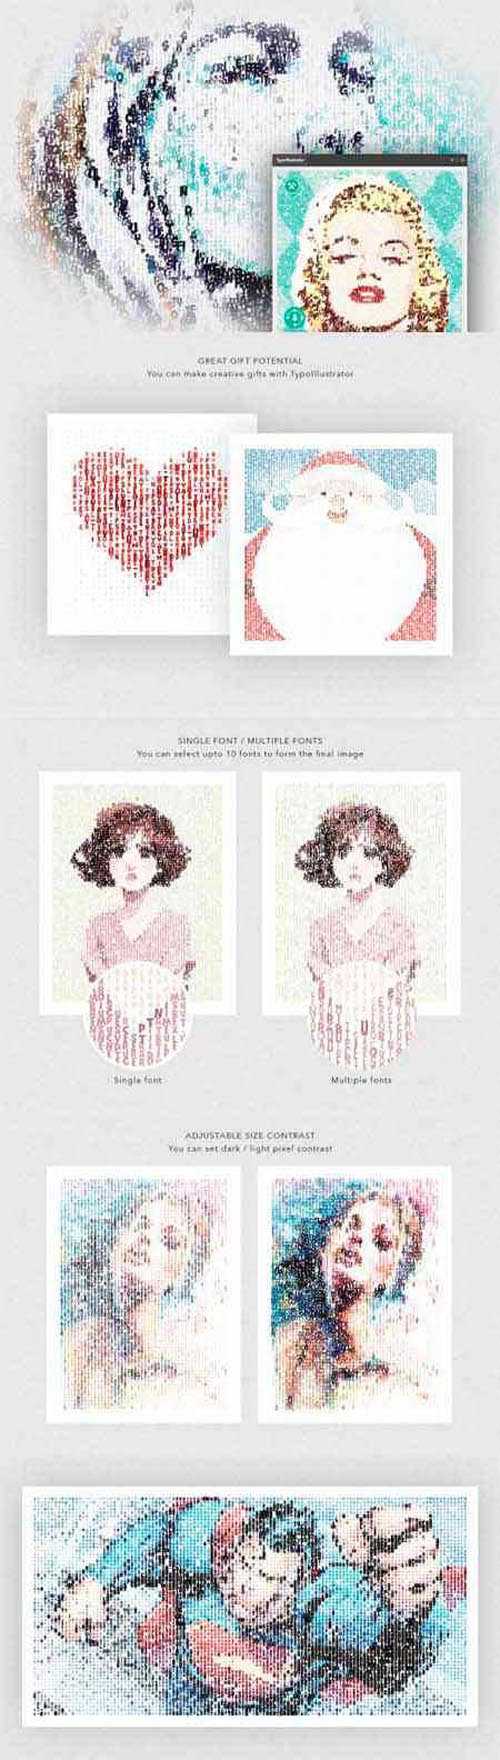 TypoIllustrator
GREAT GIFT POTENTIAL
You can make creative gifts with TypoIllustrator
SINGLE FONT / MULTIPLE FONTS
You can select upto 10 fonts to form the final image
Single font
Multiple fonts
ADJUSTABLE SIZE CONTRAST
You can set dark / light pixel contrast